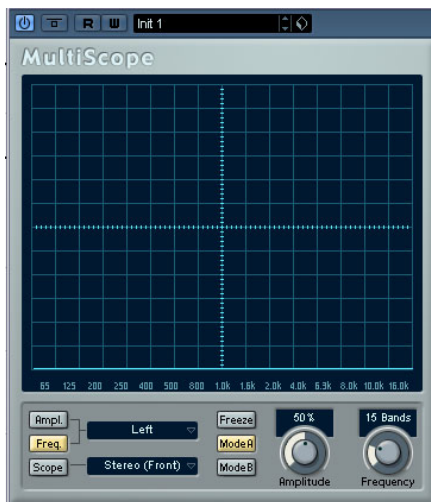 R W Init 1
MultiScope
65 125 200 250 400 500 800 1.0k 1.6k 2.0k 4.0k 6.3k 8.0k 10.0k 16.0k
Ampl. Left Freeze 50% 15 Bands
Freq. Mode A
Scope Stereo (Front) Mode B Amplitude Frequency